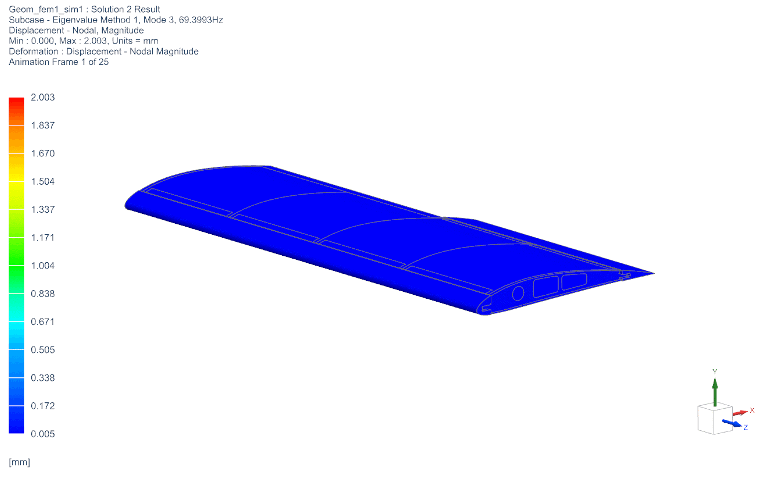 Geom_fem1_sim1 : Solution 2 Result
Subcase - Eigenvalue Method 1, Mode 3, 69.3993Hz
Displacement - Nodal, Magnitude
Min : 0.000, Max : 2.003, Units = mm
Deformation : Displacement - Nodal Magnitude
Animation Frame 1 of 25
2.003
1.837
1.670
1.504
1.337
1.171
1.004
0.838
0.671
0.505
0.338
0.172
0.005
[mm]
Y
X
Z